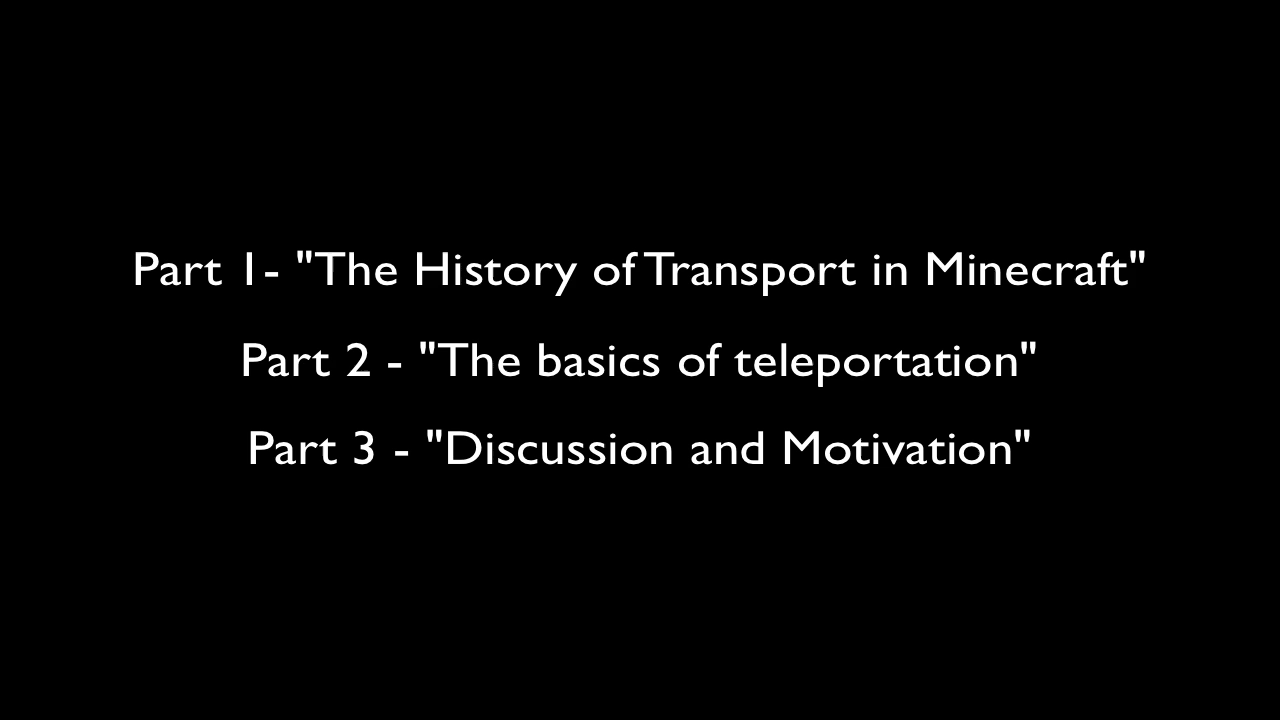 Part 1- "The History of Transport in Minecraft"
Part 2 - "The basics of teleportation"
Part 3 - "Discussion and Motivation"